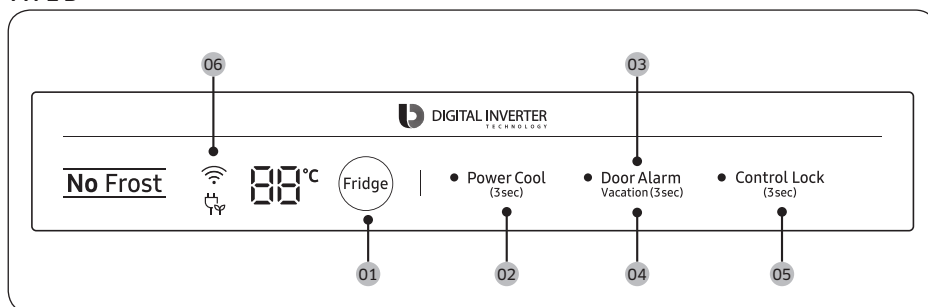 06
03
DIGITAL INVERTER
TECHNOLOGY
No Frost
88°C
Fridge
Power Cool
(3sec)
Door Alarm
Vacation (3sec)
Control Lock
(3sec)
01
02
04
05